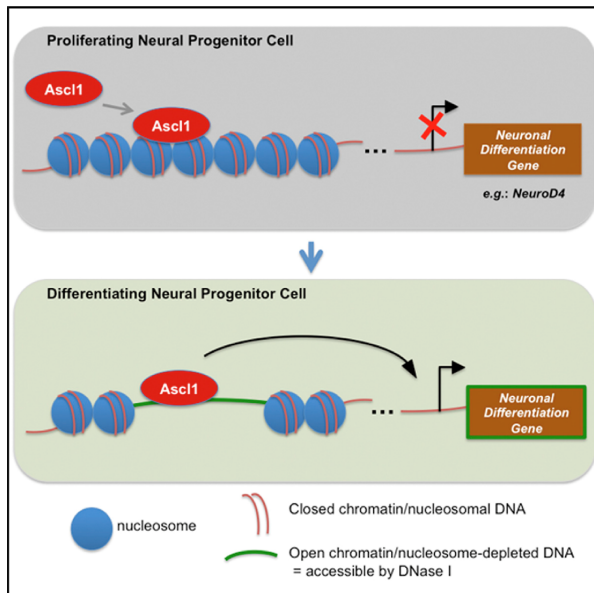 Proliferating Neural Progenitor Cell
Ascl1
Ascl1
...
Neuronal
Differentiation
Gene
e.g.: NeuroD4
Differentiating Neural Progenitor Cell
Ascl1
...
Neuronal
Differentiation
Gene
nucleosome
Closed chromatin/nucleosomal DNA
Open chromatin/nucleosome-depleted DNA
= accessible by DNase I